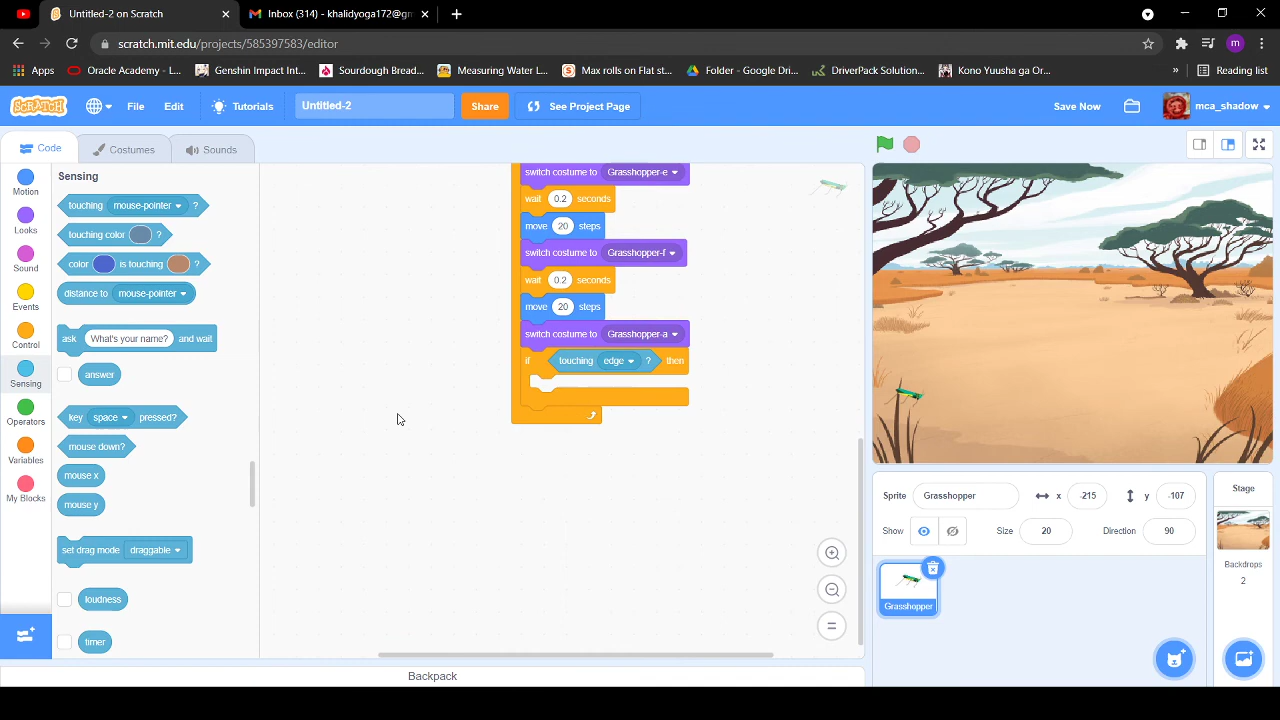 Untitled-2 on Scratch
Inbox (314) - khalidyoga172@gm
scratch.mit.edu/projects/585397583/editor
Apps
Oracle Academy - L...
Genshin Impact Int...
Sourdough Bread...
Measuring Water L...
Max rolls on Flat st...
Folder - Google Dri...
DriverPack Solution...
Kono Yuusha ga Or...
»
Reading list
SCRATCH
File
Edit
Tutorials
Untitled-2
Share
See Project Page
Save Now
mca_shadow
Code
Costumes
Sounds
Motion
Looks
Sound
Events
Control
Sensing
Operators
Variables
My Blocks
Sensing
touching mouse-pointer ?
touching color ?
color is touching ?
distance to mouse-pointer
ask What's your name? and wait
answer
key space pressed?
mouse down?
mouse x
mouse y
set drag mode draggable
loudness
timer
switch costume to Grasshopper-e
wait 0.2 seconds
move 20 steps
switch costume to Grasshopper-f
wait 0.2 seconds
move 20 steps
switch costume to Grasshopper-a
if touching edge ? then
Sprite Grasshopper x -215 y -107
Show Size 20 Direction 90
Grasshopper
Stage
Backdrops
2
Backpack